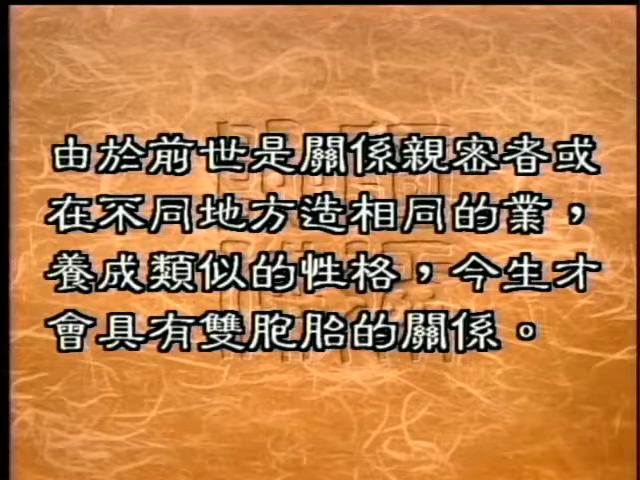 由於前世是關係親密者或
在不同地方造相同的業，
養成類似的性格，今生才
會具有雙胞胎的關係。